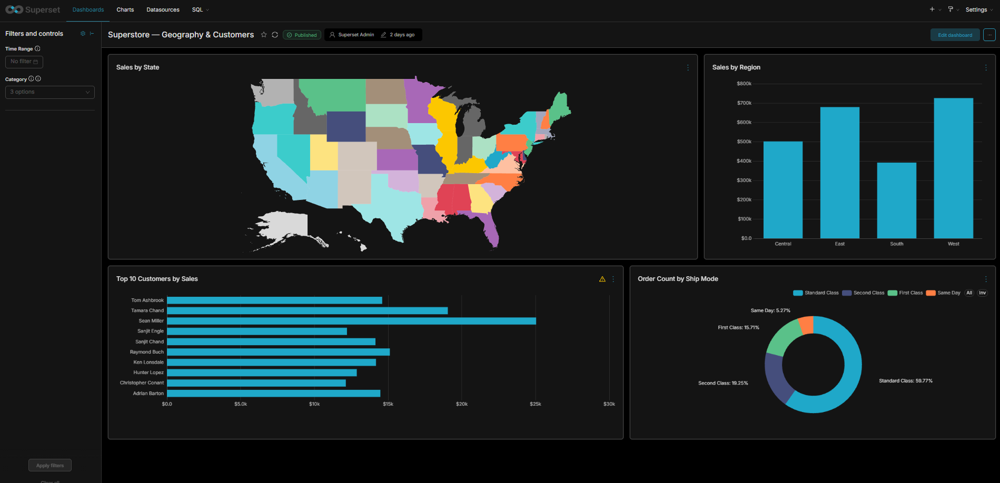 Superset Dashboards Charts Datasources SQL Settings
Filters and controls
Time Range
No filter
Category
3 options
Apply filters
Clear all
Superstore — Geography & Customers Published Superset Admin 2 days ago Edit dashboard ...
Sales by State
Sales by Region
$800k
$700k
$600k
$500k
$400k
$300k
$200k
$100k
$0.0
Central East South West
Top 10 Customers by Sales
Tom Ashbrook
Tamara Chand
Sean Miller
Sanjit Engle
Sanjit Chand
Raymond Buch
Ken Lonsdale
Hunter Lopez
Christopher Conant
Adrian Barton
$0.0 $5.0k $10k $15k $20k $25k $30k
Order Count by Ship Mode
Standard Class Second Class First Class Same Day All Inv
Same Day: 5.27%
First Class: 15.71%
Standard Class: 59.77%
Second Class: 19.25%